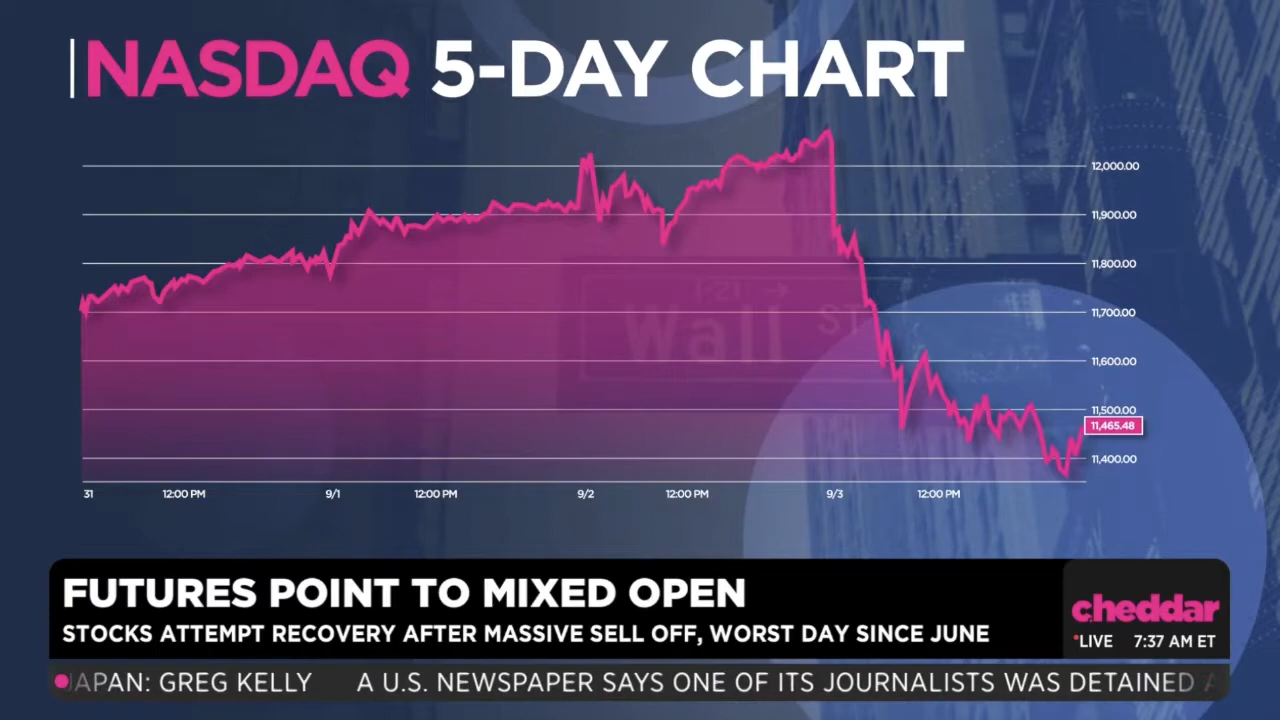 NASDAQ 5-DAY CHART
12,000.00
11,900.00
11,800.00
1-21 →
Wall ST
11,700.00
11,600.00
11,500.00
11,465.48
11,400.00
31 12:00 PM 9/1 12:00 PM 9/2 12:00 PM 9/3 12:00 PM
FUTURES POINT TO MIXED OPEN
STOCKS ATTEMPT RECOVERY AFTER MASSIVE SELL OFF, WORST DAY SINCE JUNE
cheddar
LIVE 7:37 AM ET
JAPAN: GREG KELLY A U.S. NEWSPAPER SAYS ONE OF ITS JOURNALISTS WAS DETAINED